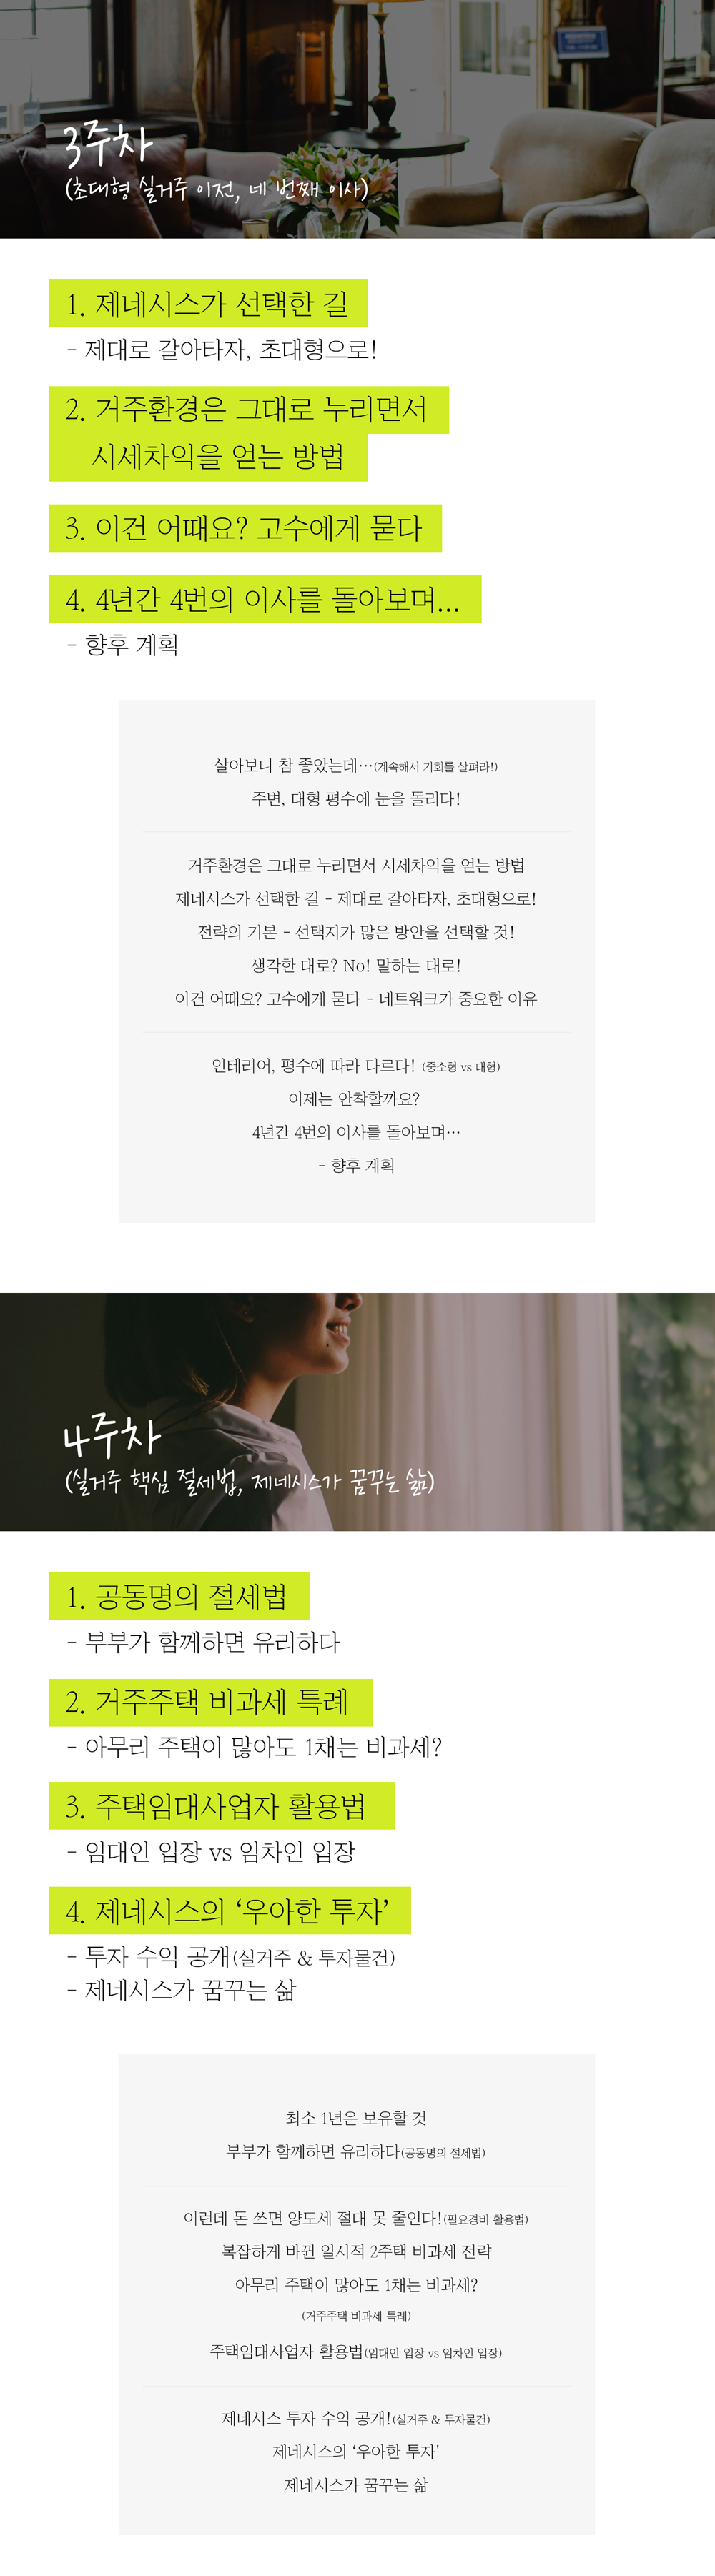 3주차
(초대형 실거주 이전, 네 번째 이사)
1. 제네시스가 선택한 길
- 제대로 갈아타자, 초대형으로!
2. 거주환경은 그대로 누리면서
시세차익을 얻는 방법
3. 이건 어때요? 고수에게 묻다
4. 4년간 4번의 이사를 돌아보며...
- 향후 계획
살아보니 참 좋았는데…(계속해서 기회를 살펴라!)
주변, 대형 평수에 눈을 돌리다!
거주환경은 그대로 누리면서 시세차익을 얻는 방법
제네시스가 선택한 길 - 제대로 갈아타자, 초대형으로!
전략의 기본 - 선택지가 많은 방안을 선택할 것!
생각한 대로? No! 말하는 대로!
이건 어때요? 고수에게 묻다 - 네트워크가 중요한 이유
인테리어, 평수에 따라 다르다! (중소형 vs 대형)
이제는 안착할까요?
4년간 4번의 이사를 돌아보며…
- 향후 계획
4주차
(실거주 핵심 절세법, 제네시스가 꿈꾸는 삶)
1. 공동명의 절세법
- 부부가 함께하면 유리하다
2. 거주주택 비과세 특례
- 아무리 주택이 많아도 1채는 비과세?
3. 주택임대사업자 활용법
- 임대인 입장 vs 임차인 입장
4. 제네시스의 ‘우아한 투자’
- 투자 수익 공개(실거주 & 투자물건)
- 제네시스가 꿈꾸는 삶
최소 1년은 보유할 것
부부가 함께하면 유리하다(공동명의 절세법)
이런데 돈 쓰면 양도세 절대 못 줄인다!(필요경비 활용법)
복잡하게 바뀐 일시적 2주택 비과세 전략
아무리 주택이 많아도 1채는 비과세?
(거주주택 비과세 특례)
주택임대사업자 활용법(임대인 입장 vs 임차인 입장)
제네시스 투자 수익 공개!(실거주 & 투자물건)
제네시스의 ‘우아한 투자'
제네시스가 꿈꾸는 삶